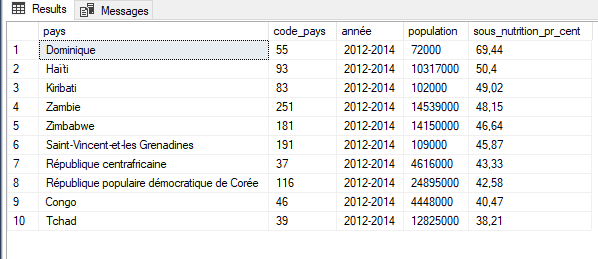 Results Messages
pays code_pays année population sous_nutrition_pr_cent
1 Dominique 55 2012-2014 72000 69,44
2 Haïti 93 2012-2014 10317000 50,4
3 Kiribati 83 2012-2014 102000 49,02
4 Zambie 251 2012-2014 14539000 48,15
5 Zimbabwe 181 2012-2014 14150000 46,64
6 Saint-Vincent-et-les Grenadines 191 2012-2014 109000 45,87
7 République centrafricaine 37 2012-2014 4616000 43,33
8 République populaire démocratique de Corée 116 2012-2014 24895000 42,58
9 Congo 46 2012-2014 4448000 40,47
10 Tchad 39 2012-2014 12825000 38,21